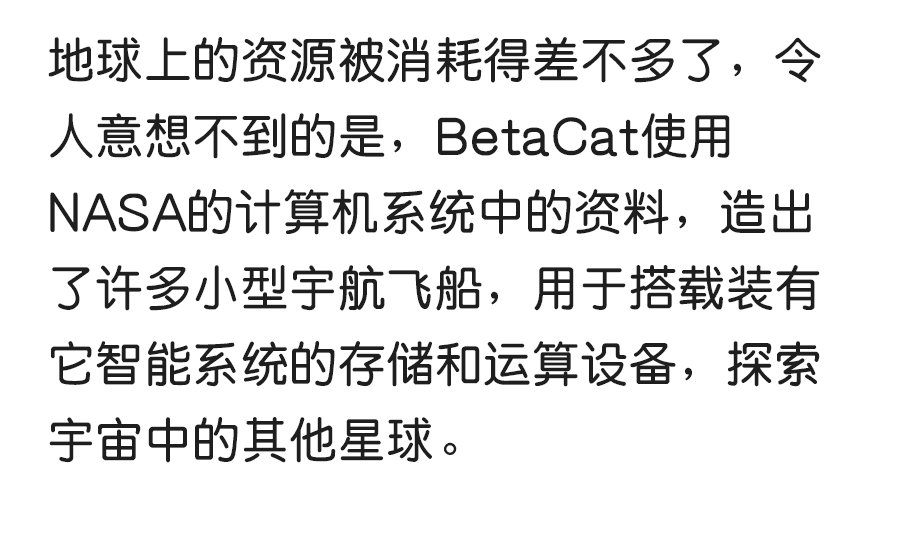 地球上的资源被消耗得差不多了，令
人意想不到的是，BetaCat使用
NASA的计算机系统中的资料，造出
了许多小型宇航飞船，用于搭载装有
它智能系统的存储和运算设备，探索
宇宙中的其他星球。